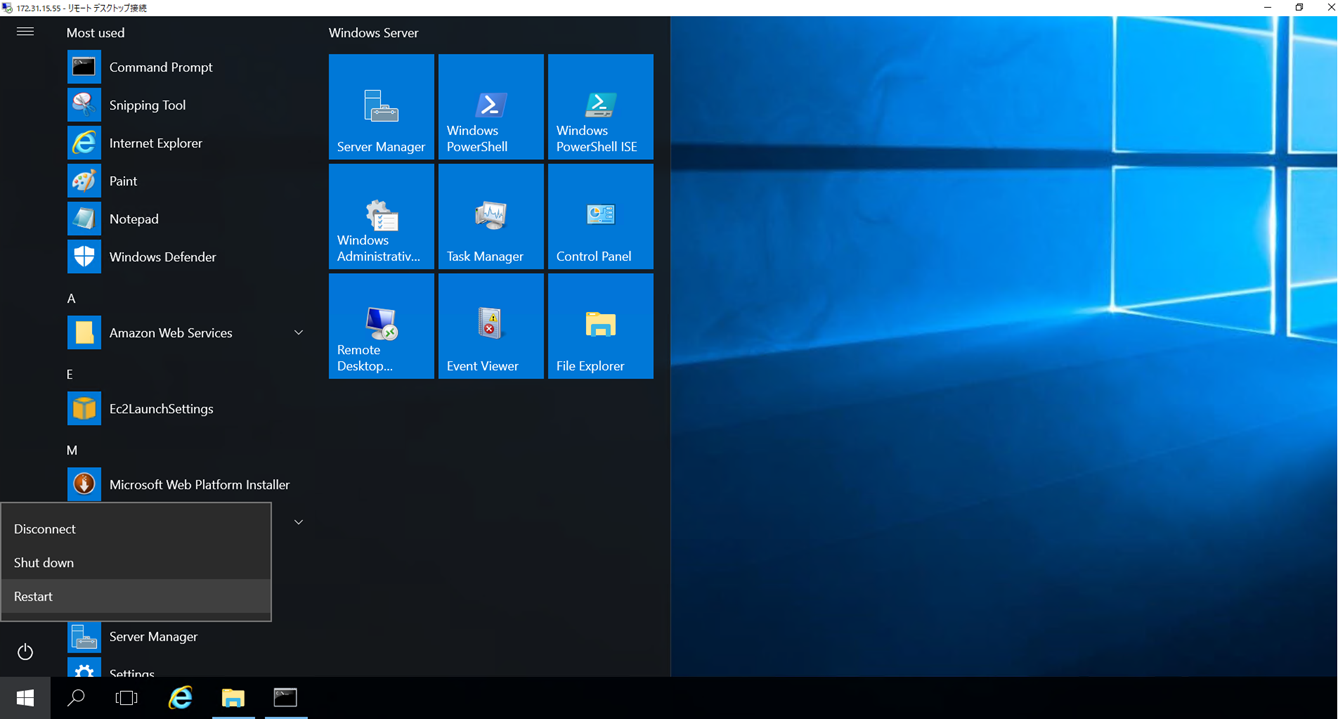 172.31.15.55 - リモート デスクトップ接続
Most used
Command Prompt
Snipping Tool
Internet Explorer
Paint
Notepad
Windows Defender
A
Amazon Web Services
E
Ec2LaunchSettings
M
Microsoft Web Platform Installer
Disconnect
Shut down
Restart
Server Manager
Settings
Windows Server
Server Manager
Windows
PowerShell
Windows
PowerShell ISE
Windows
Administrativ...
Task Manager
Control Panel
Remote
Desktop...
Event Viewer
File Explorer